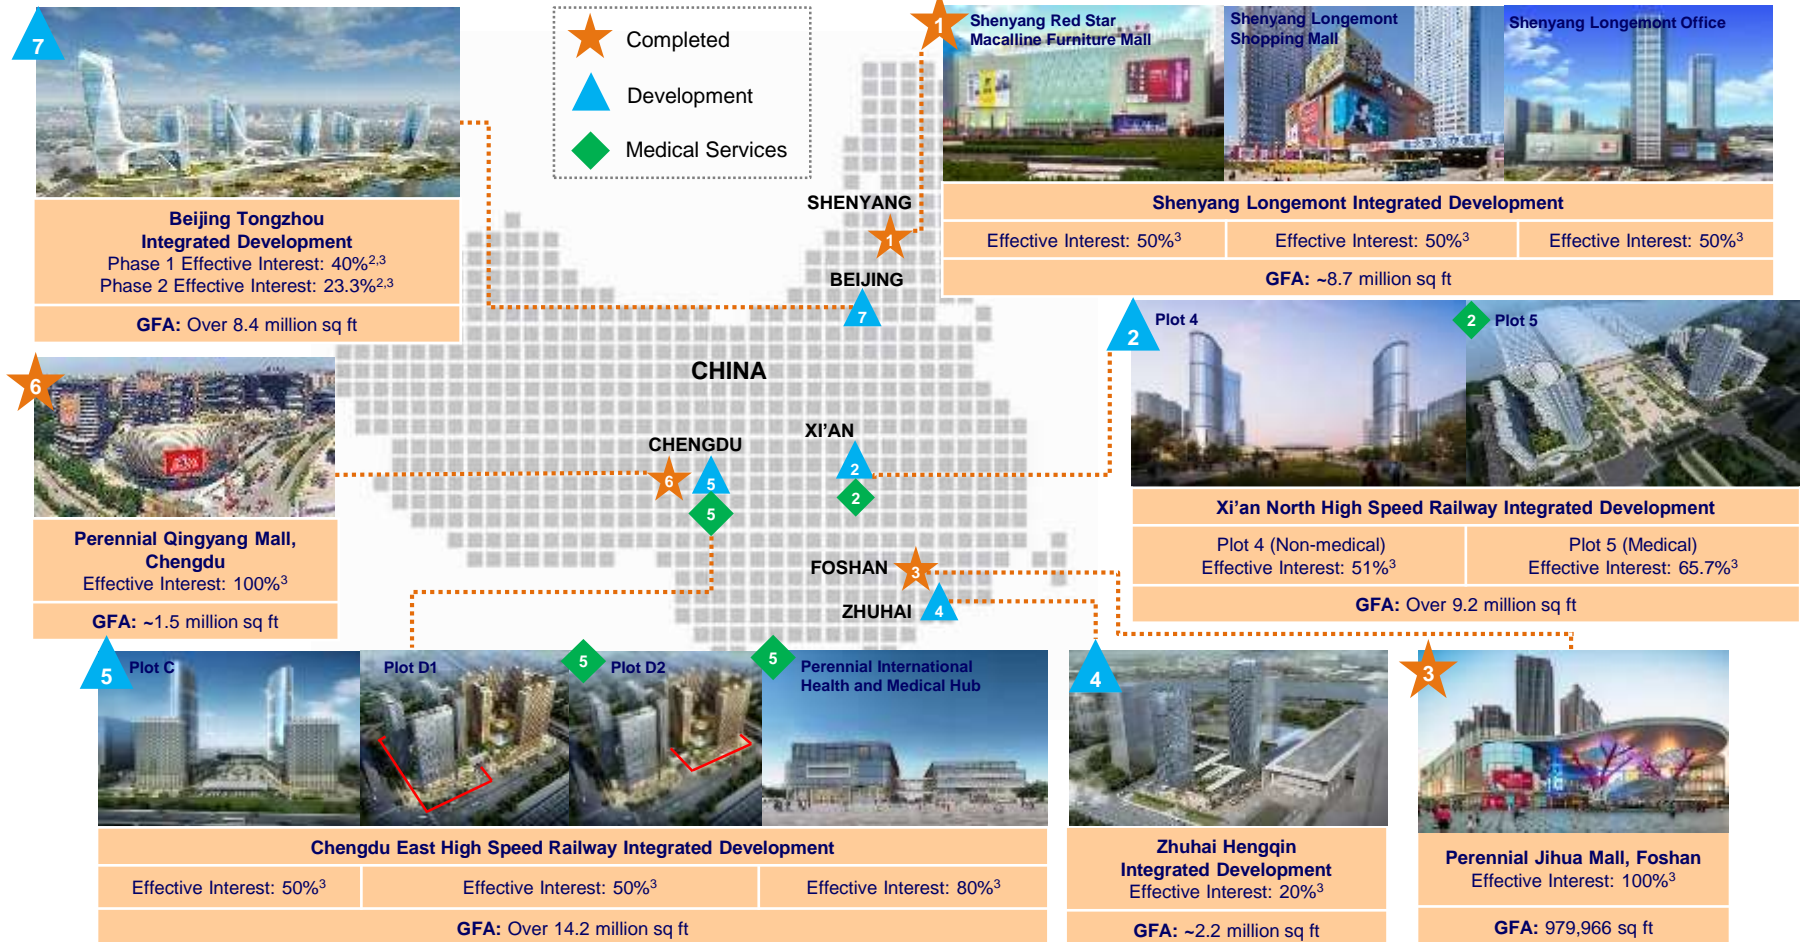 7
Completed
Development
Medical Services
1
Shenyang Red Star
Macalline Furniture Mall
Shenyang Longemont
Shopping Mall
Shenyang Longemont Office
Shenyang Longemont Integrated Development
Effective Interest: 50%3
Effective Interest: 50%3
Effective Interest: 50%3
GFA: ~8.7 million sq ft
Beijing Tongzhou
Integrated Development
Phase 1 Effective Interest: 40%2,3
Phase 2 Effective Interest: 23.3%2,3
GFA: Over 8.4 million sq ft
SHENYANG
1
BEIJING
7
CHINA
XI'AN
2
2
CHENGDU
6
5
5
FOSHAN
3
ZHUHAI
4
2
Plot 4
2
Plot 5
Xi'an North High Speed Railway Integrated Development
Plot 4 (Non-medical)
Effective Interest: 51%3
Plot 5 (Medical)
Effective Interest: 65.7%3
GFA: Over 9.2 million sq ft
6
Perennial Qingyang Mall,
Chengdu
Effective Interest: 100%3
GFA: ~1.5 million sq ft
5
Plot C
Plot D1
5
Plot D2
5
Perennial International
Health and Medical Hub
Chengdu East High Speed Railway Integrated Development
Effective Interest: 50%3
Effective Interest: 50%3
Effective Interest: 80%3
GFA: Over 14.2 million sq ft
4
Zhuhai Hengqin
Integrated Development
Effective Interest: 20%3
GFA: ~2.2 million sq ft
3
Perennial Jihua Mall, Foshan
Effective Interest: 100%3
GFA: 979,966 sq ft